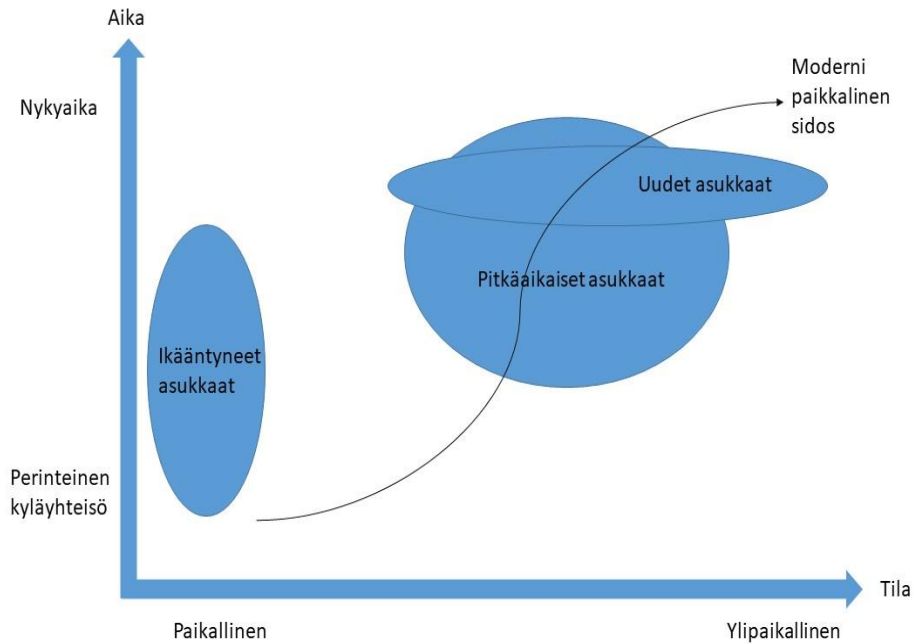 Aika
Nykyaika
Moderni
paikkalinen
sidos
Uudet asukkaat
Pitkäaikaiset asukkaat
Ikääntyneet
asukkaat
Perinteinen
kyläyhteisö
Tila
Paikallinen
Ylipaikallinen